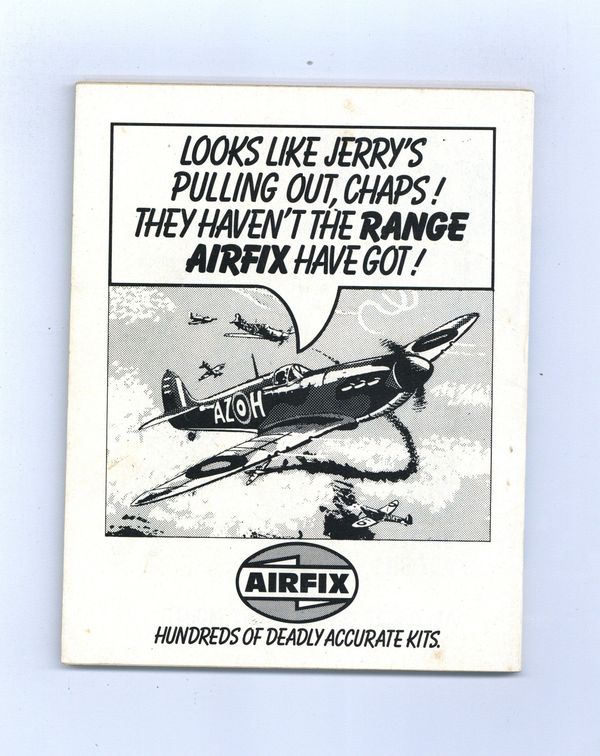 LOOKS LIKE JERRY'S
PULLING OUT, CHAPS!
THEY HAVEN'T THE RANGE
AIRFIX HAVE GOT!
AZ H
AIRFIX
HUNDREDS OF DEADLY ACCURATE KITS.